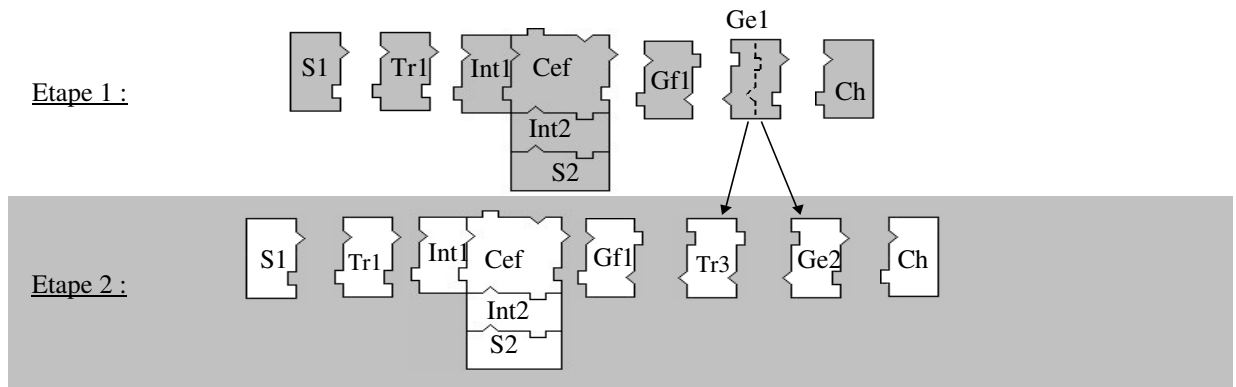 Ge1
Etape 1 : S1 Tr1 Int1 Cef Gf1 Ch
Int2
S2
Etape 2 : S1 Tr1 Int1 Cef Gf1 Tr3 Ge2 Ch
Int2
S2